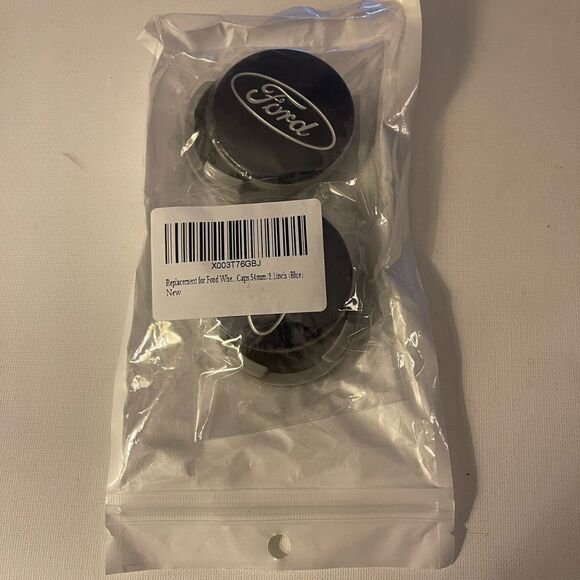 Ford
X003T76GBJ
Replacement for Ford Whe...Caps 54mm/2.1inch (Blue)
New